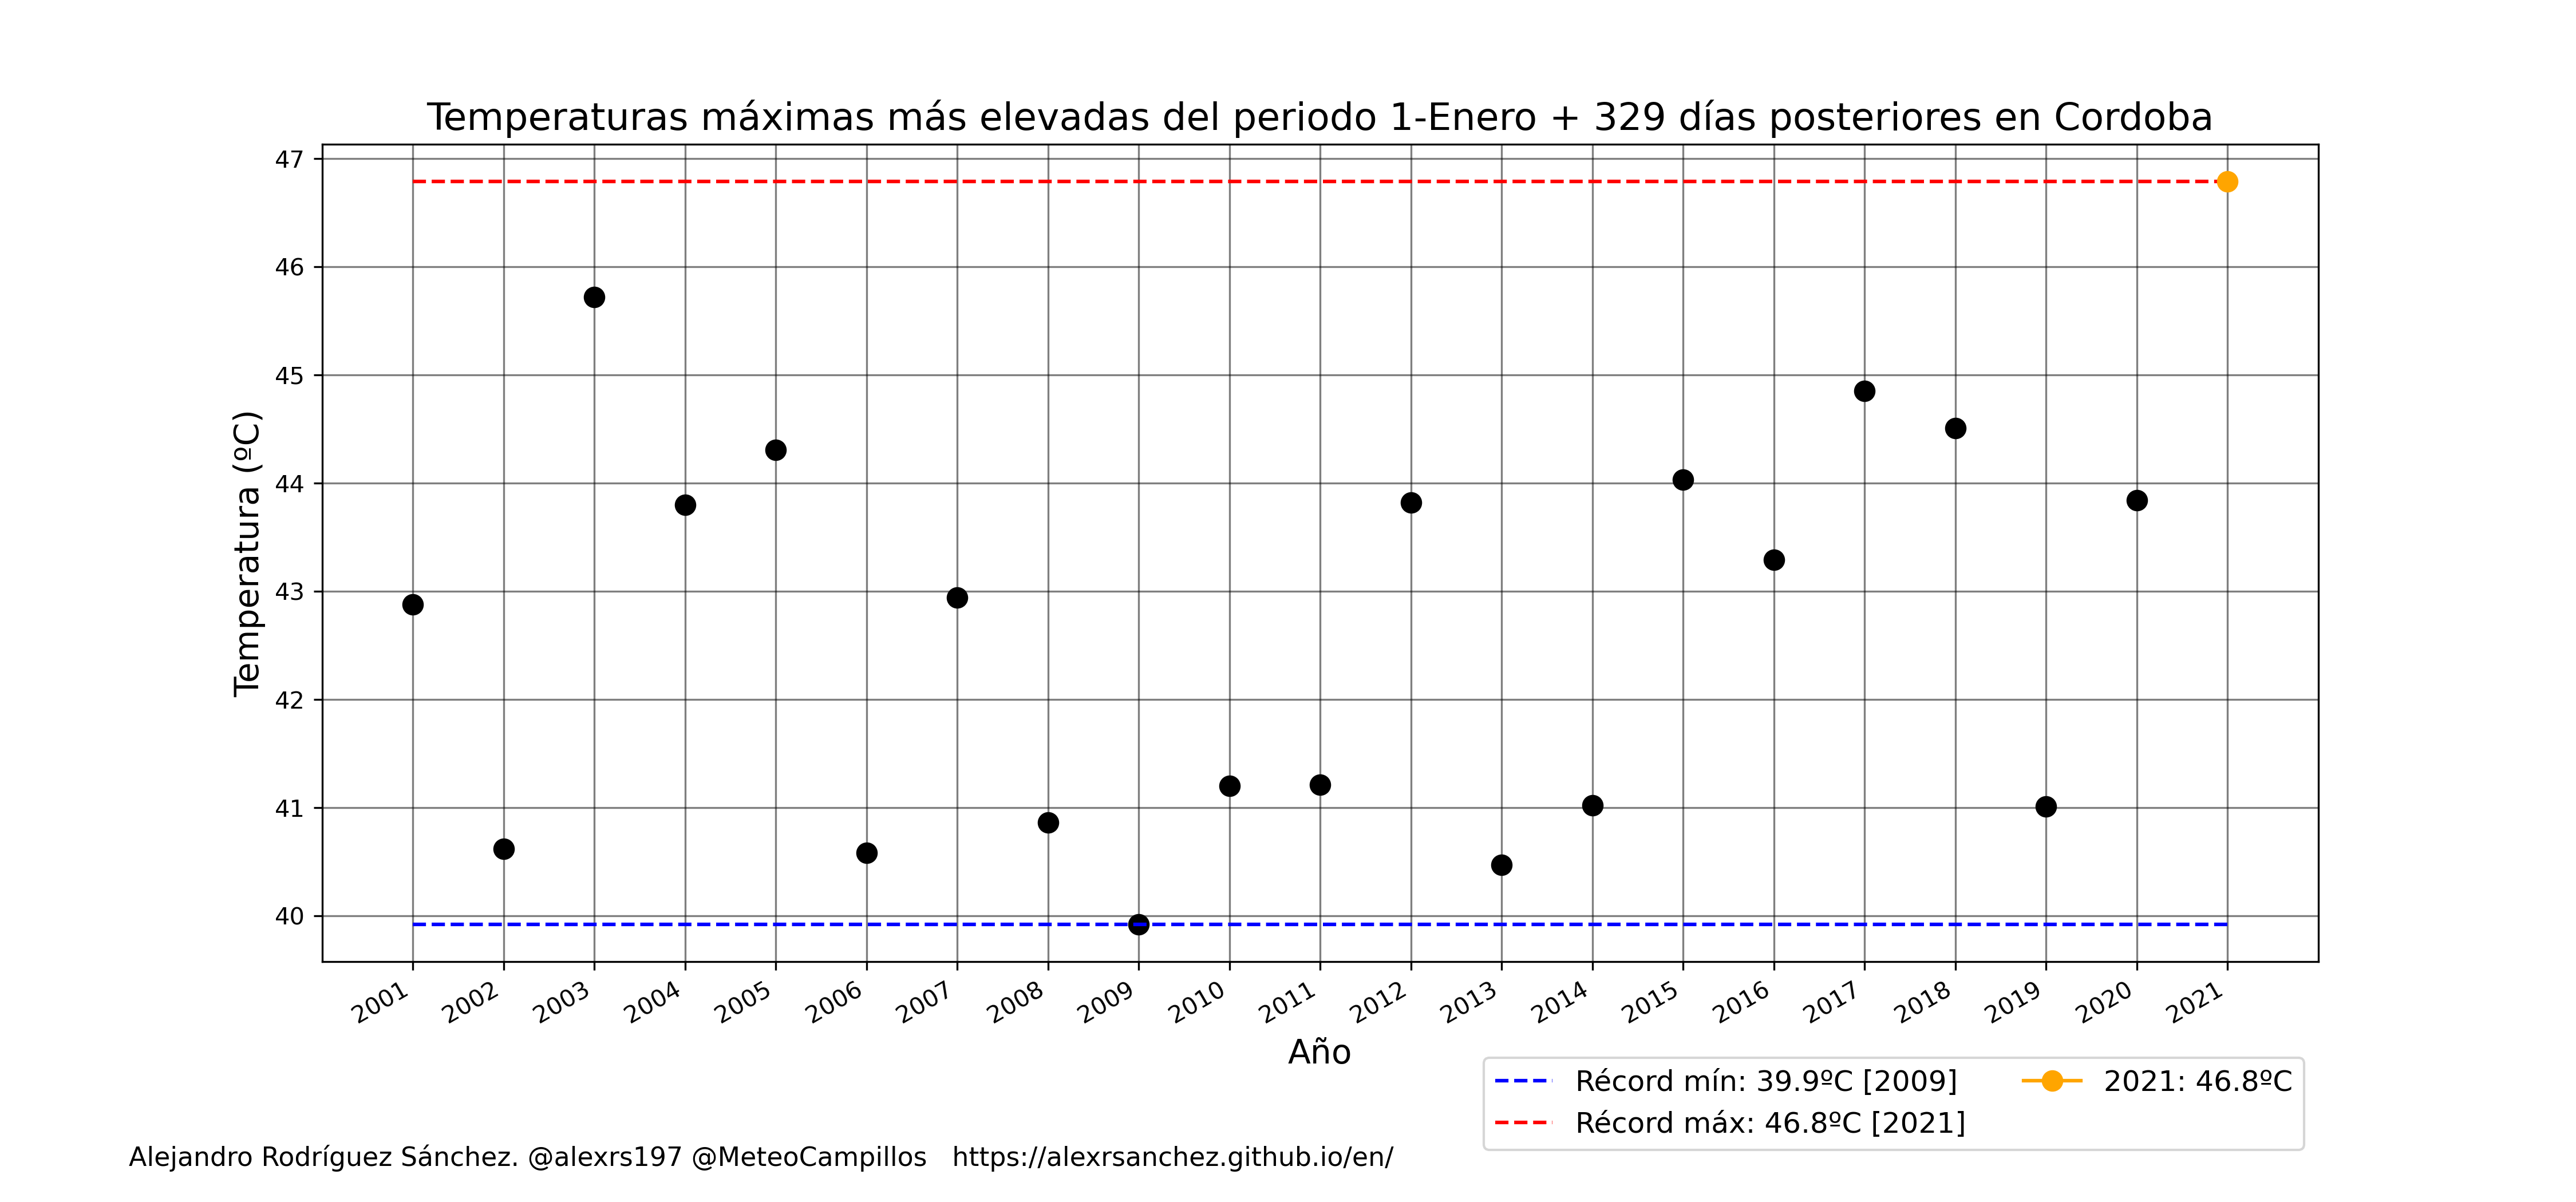 Temperaturas máximas más elevadas del periodo 1-Enero + 329 días posteriores en Cordoba
Temperatura (ºC)
47
46
45
44
43
42
41
40
2001 2002 2003 2004 2005 2006 2007 2008 2009 2010 2011 2012 2013 2014 2015 2016 2017 2018 2019 2020 2021
Año
Récord mín: 39.9ºC [2009]
Récord máx: 46.8ºC [2021]
2021: 46.8ºC
Alejandro Rodríguez Sánchez. @alexrs197 @MeteoCampillos https://alexrsanchez.github.io/en/